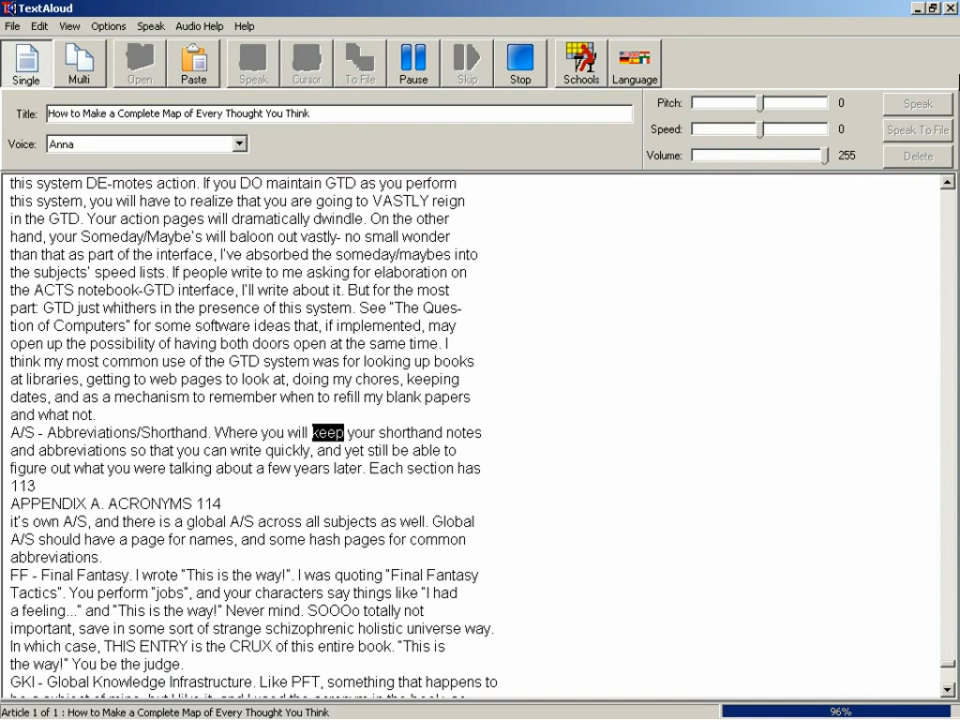 TextAloud
File Edit View Options Speak Audio Help Help
Single Multi Open Paste Speak Cursor To File Pause Skip Stop Schools Language
Title: How to Make a Complete Map of Every Thought You Think
Voice: Anna
Pitch: 0 Speak
Speed: 0 Speak To File
Volume: 255 Delete
this system DE-motes action. If you DO maintain GTD as you perform
this system, you will have to realize that you are going to VASTLY reign
in the GTD. Your action pages will dramatically dwindle. On the other
hand, your Someday/Maybe's will baloon out vastly- no small wonder
than that as part of the interface, I've absorbed the someday/maybes into
the subjects' speed lists. If people write to me asking for elaboration on
the ACTS notebook-GTD interface, I'll write about it. But for the most
part: GTD just whithers in the presence of this system. See "The Ques-
tion of Computers" for some software ideas that, if implemented, may
open up the possibility of having both doors open at the same time. I
think my most common use of the GTD system was for looking up books
at libraries, getting to web pages to look at, doing my chores, keeping
dates, and as a mechanism to remember when to refill my blank papers
and what not.
A/S - Abbreviations/Shorthand. Where you will keep your shorthand notes
and abbreviations so that you can write quickly, and yet still be able to
figure out what you were talking about a few years later. Each section has
113
APPENDIX A. ACRONYMS 114
it's own A/S, and there is a global A/S across all subjects as well. Global
A/S should have a page for names, and some hash pages for common
abbreviations.
FF - Final Fantasy. I wrote "This is the way!". I was quoting "Final Fantasy
Tactics". You perform "jobs", and your characters say things like "I had
a feeling..." and "This is the way!" Never mind. SOOOo totally not
important, save in some sort of strange schizophrenic holistic universe way.
In which case, THIS ENTRY is the CRUX of this entire book. "This is
the way!" You be the judge.
GKI - Global Knowledge Infrastructure. Like PFT, something that happens to
Article 1 of 1 : How to Make a Complete Map of Every Thought You Think 96%